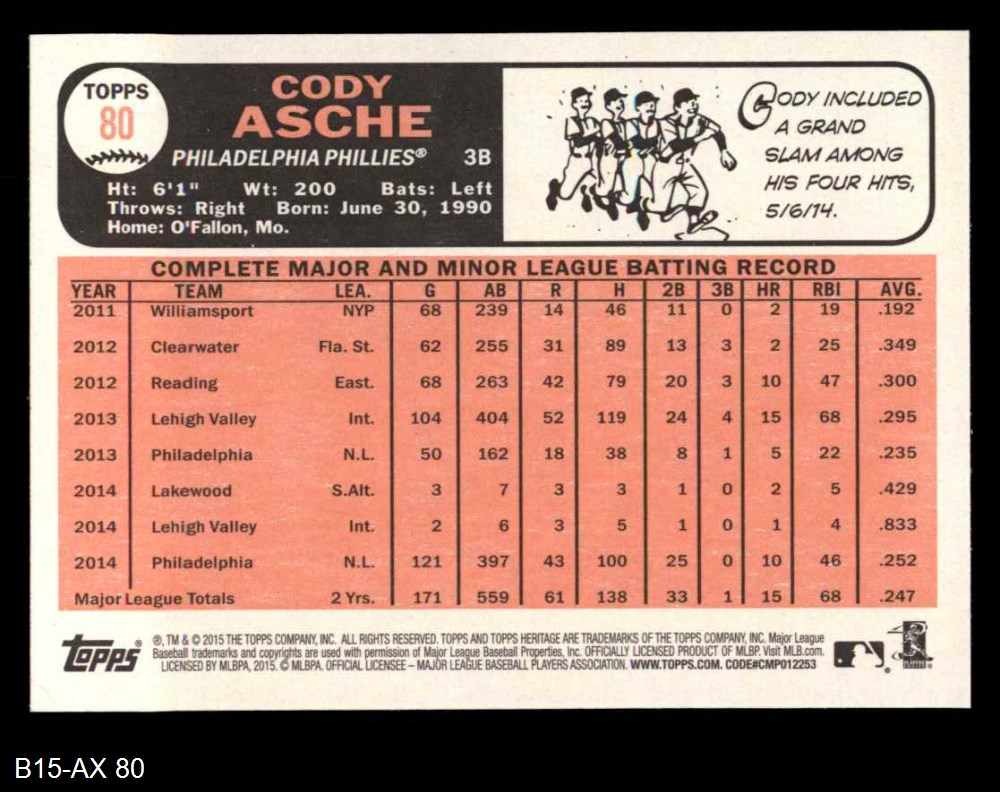 TOPPS
80
CODY
ASCHE
PHILADELPHIA PHILLIES® 3B
Ht: 6'1" Wt: 200 Bats: Left
Throws: Right Born: June 30, 1990
Home: O'Fallon, Mo.
CODY INCLUDED
A GRAND
SLAM AMONG
HIS FOUR HITS,
5/6/14.
COMPLETE MAJOR AND MINOR LEAGUE BATTING RECORD
YEAR TEAM LEA. G AB R H 2B 3B HR RBI AVG.
2011 Williamsport NYP 68 239 14 46 11 0 2 19 .192
2012 Clearwater Fla. St. 62 255 31 89 13 3 2 25 .349
2012 Reading East. 68 263 42 79 20 3 10 47 .300
2013 Lehigh Valley Int. 104 404 52 119 24 4 15 68 .295
2013 Philadelphia N.L. 50 162 18 38 8 1 5 22 .235
2014 Lakewood S.Alt. 3 7 3 3 1 0 2 5 .429
2014 Lehigh Valley Int. 2 6 3 5 1 0 1 4 .833
2014 Philadelphia N.L. 121 397 43 100 25 0 10 46 .252
Major League Totals 2 Yrs. 171 559 61 138 33 1 15 68 .247
Topps®
®, TM & © 2015 THE TOPPS COMPANY, INC. ALL RIGHTS RESERVED. TOPPS AND TOPPS HERITAGE ARE TRADEMARKS OF THE TOPPS COMPANY, INC. Major League
Baseball trademarks and copyrights are used with permission of Major League Baseball Properties, Inc. OFFICIALLY LICENSED PRODUCT OF MLBP. Visit MLB.com.
LICENSED BY MLBPA, 2015. © MLBPA. OFFICIAL LICENSEE – MAJOR LEAGUE BASEBALL PLAYERS ASSOCIATION. WWW.TOPPS.COM. CODE#CMP012253
B15-AX 80